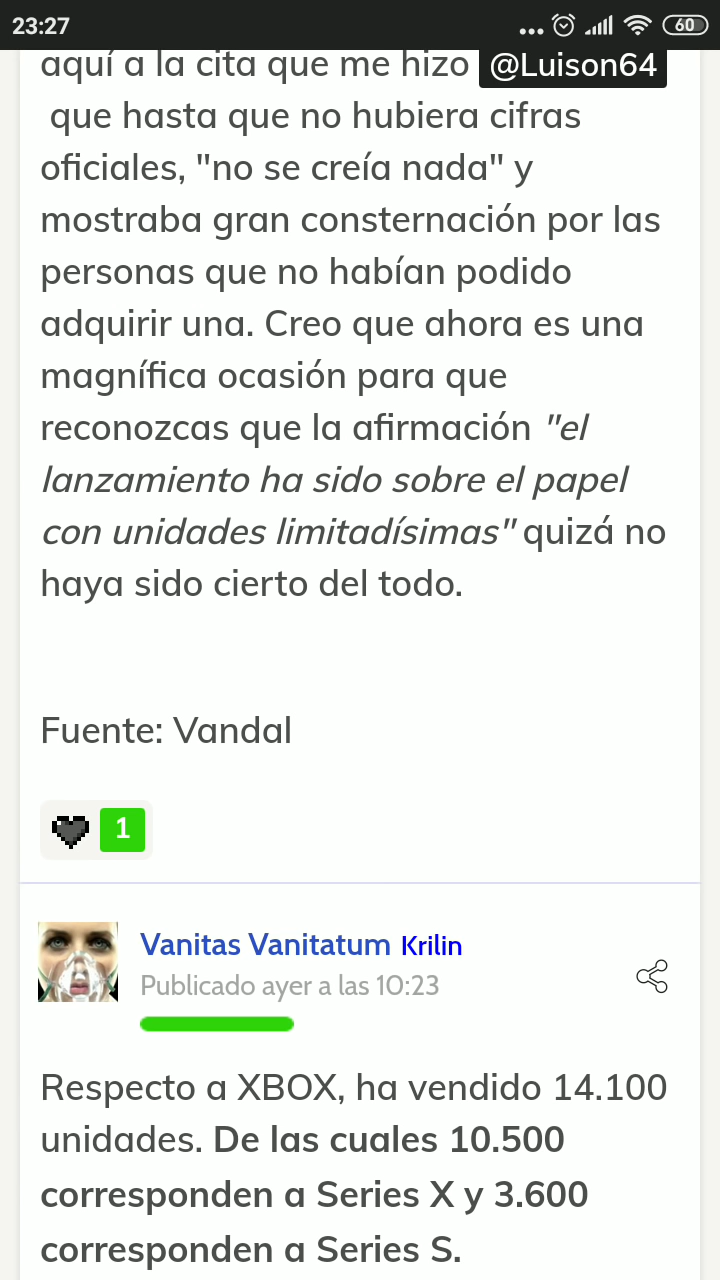 23:27
60
aquí a la cita que me hizo @Luison64
que hasta que no hubiera cifras
oficiales, "no se creía nada" y
mostraba gran consternación por las
personas que no habían podido
adquirir una. Creo que ahora es una
magnífica ocasión para que
reconozcas que la afirmación "el
lanzamiento ha sido sobre el papel
con unidades limitadísimas" quizá no
haya sido cierto del todo.
Fuente: Vandal
1
Vanitas Vanitatum Krilin
Publicado ayer a las 10:23
Respecto a XBOX, ha vendido 14.100
unidades. De las cuales 10.500
corresponden a Series X y 3.600
corresponden a Series S.